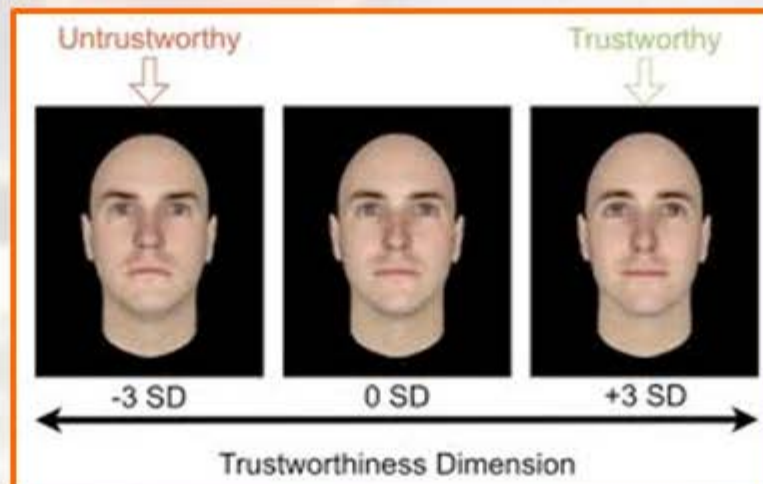 Untrustworthy Trustworthy
-3 SD 0 SD +3 SD
Trustworthiness Dimension